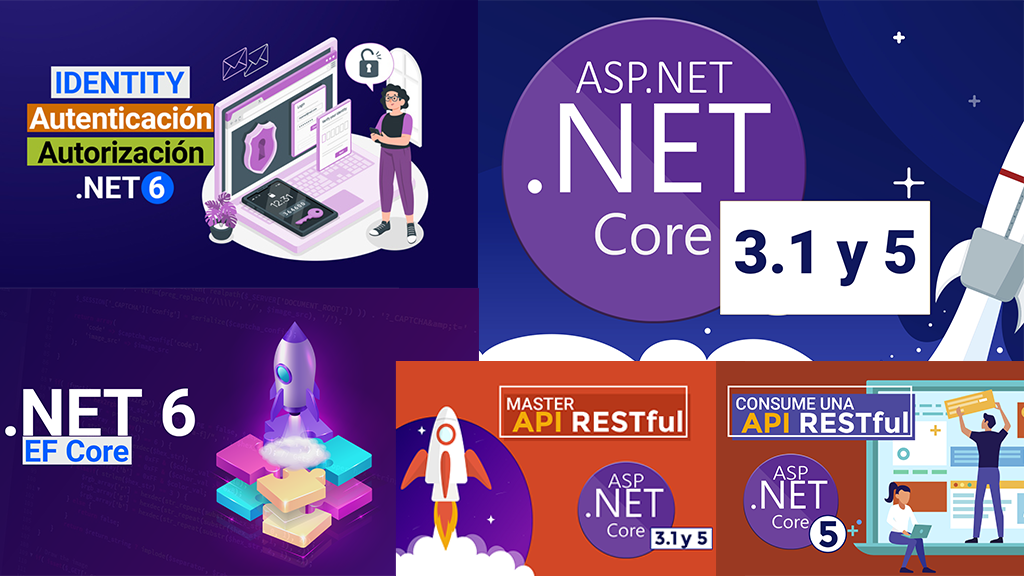 IDENTITY
Autenticación
Autorización
.NET 6
12:31
ASP.NET
.NET
Core
3.1 y 5
.NET 6
EF Core
MASTER
API RESTful
ASP
.NET
Core
3.1 y 5
CONSUME UNA
API RESTful
ASP
.NET
Core
5